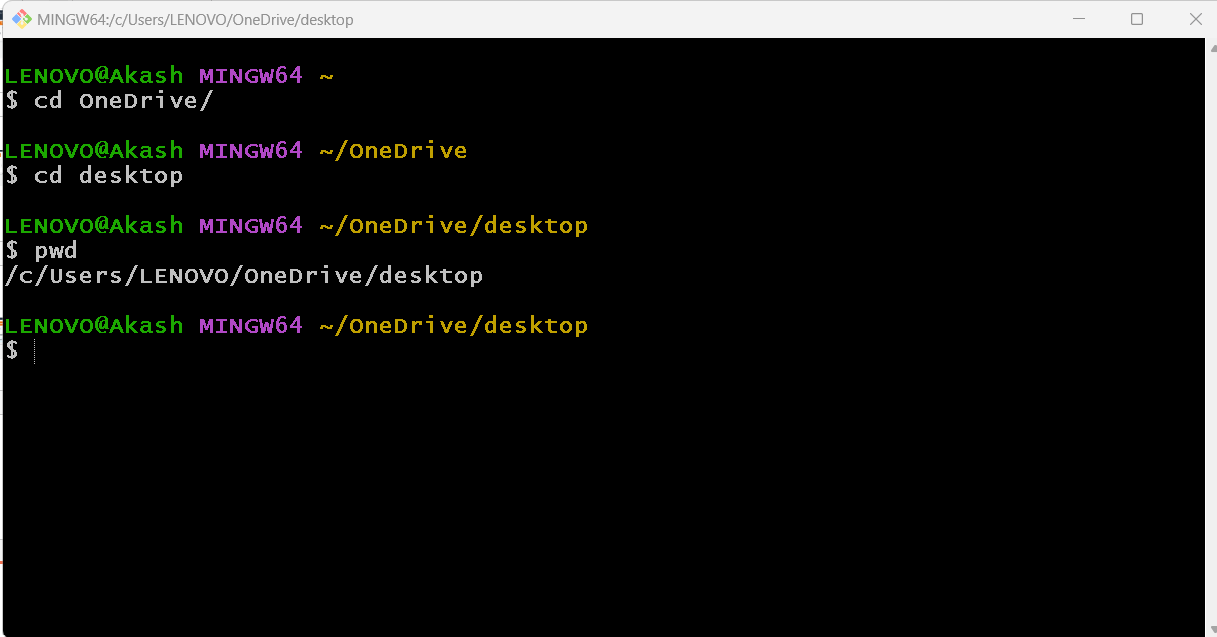 MINGW64:/c/Users/LENOVO/OneDrive/desktop
LENOVO@Akash MINGW64 ~
$ cd OneDrive/
LENOVO@Akash MINGW64 ~/OneDrive
$ cd desktop
LENOVO@Akash MINGW64 ~/OneDrive/desktop
$ pwd
/c/Users/LENOVO/OneDrive/desktop
LENOVO@Akash MINGW64 ~/OneDrive/desktop
$